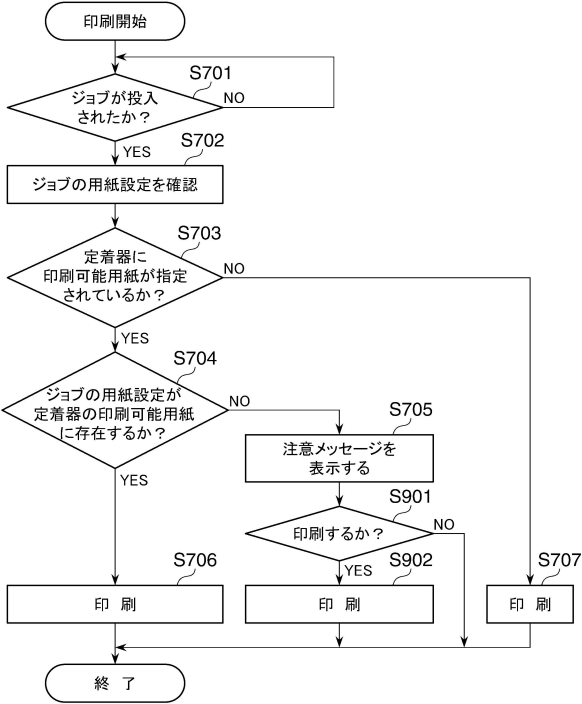 印刷開始
S701
ジョブが投入
されたか？
NO
YES
S702
ジョブの用紙設定を確認
S703
定着器に
印刷可能用紙が指定
されているか？
NO
YES
S704
ジョブの用紙設定が
定着器の印刷可能用紙
に存在するか？
NO
YES
S705
注意メッセージを
表示する
S901
印刷するか？
NO
YES
S706
印 刷
S902
印 刷
S707
印 刷
終 了